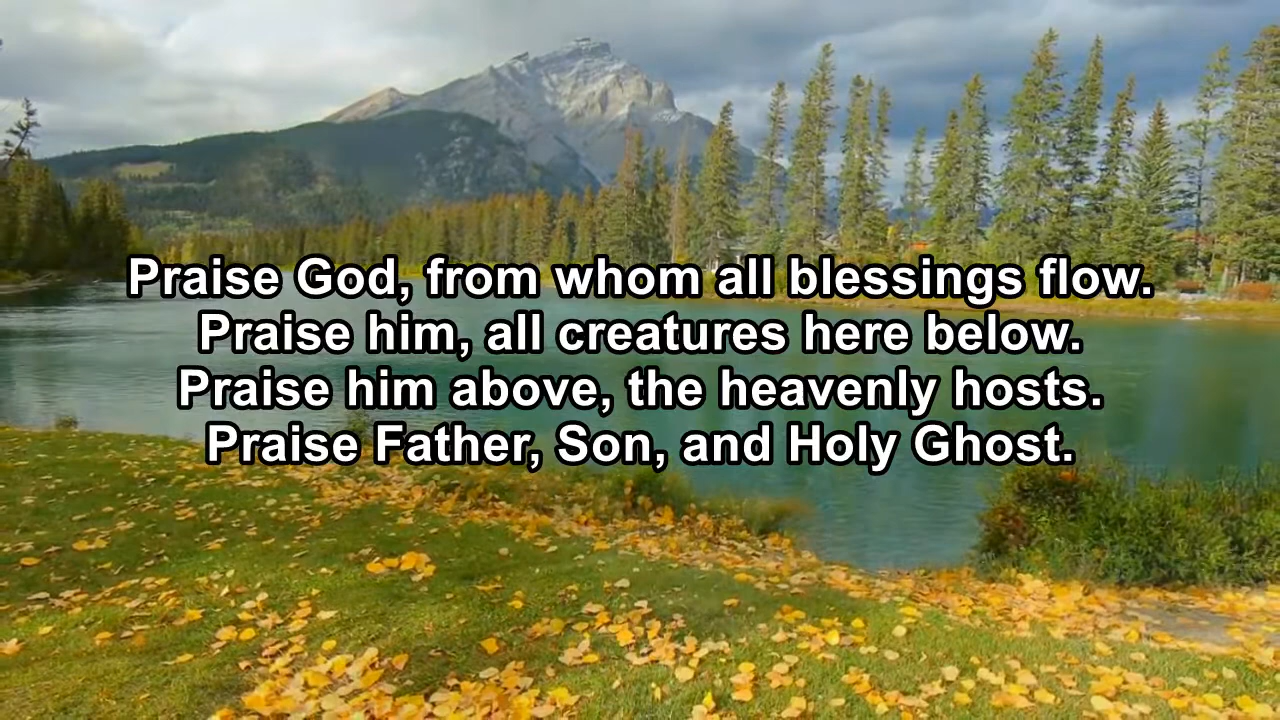 Praise God, from whom all blessings flow.
Praise him, all creatures here below.
Praise him above, the heavenly hosts.
Praise Father, Son, and Holy Ghost.